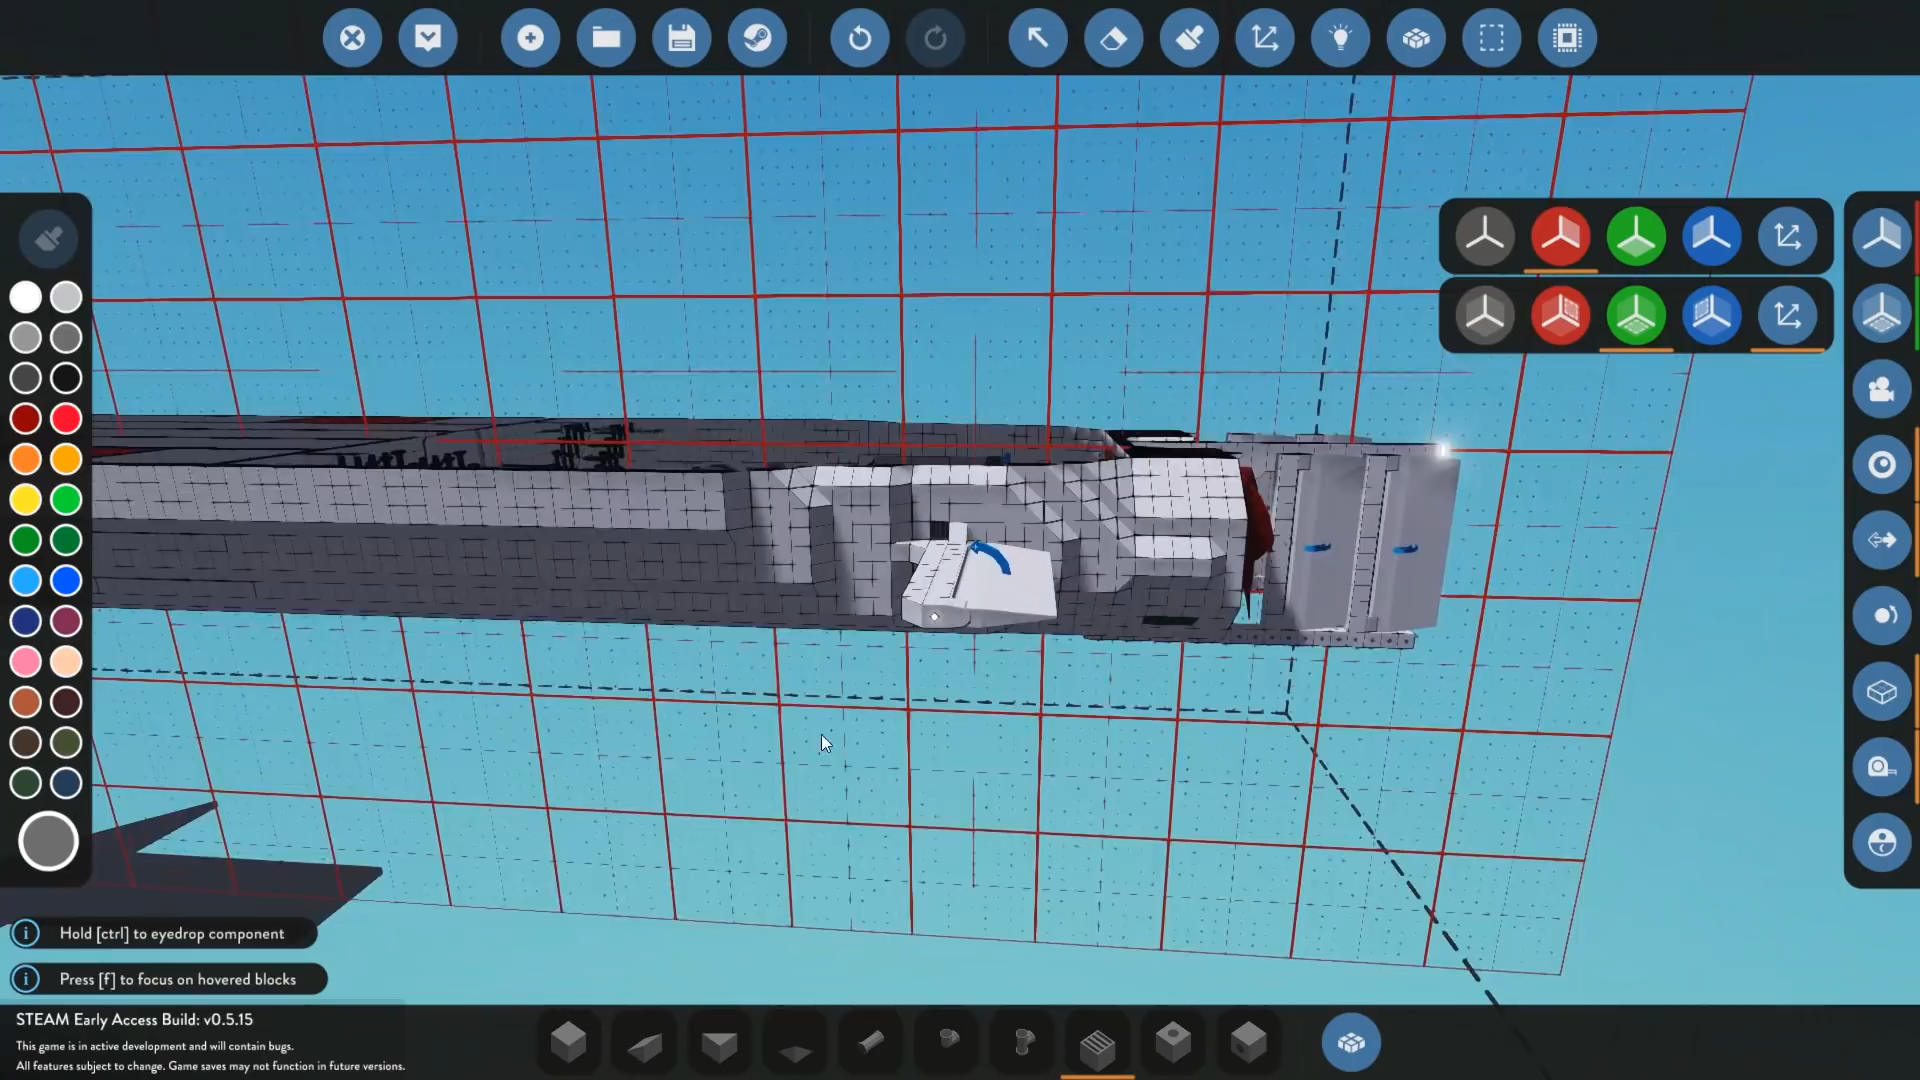 Hold [ctrl] to eyedrop component
Press [f] to focus on hovered blocks
STEAM Early Access Build: v0.5.15
This game is in active development and will contain bugs.
All features subject to change. Game saves may not function in future versions.